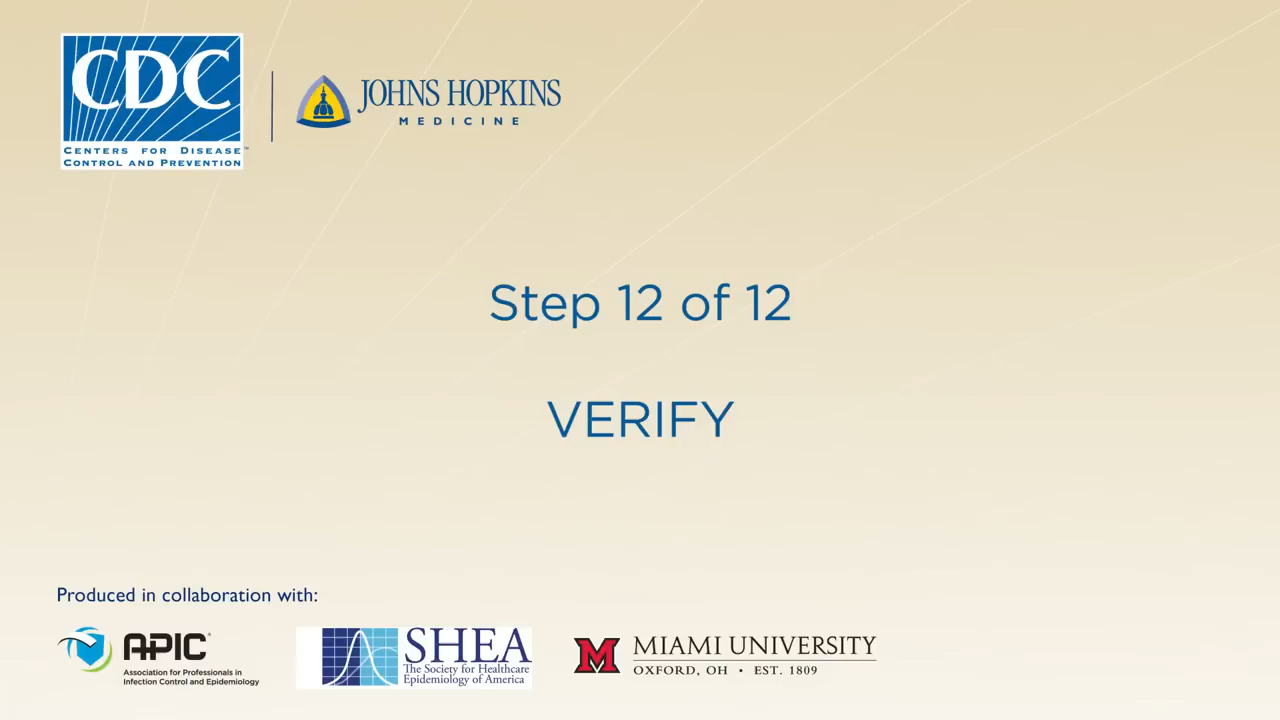 CDC
CENTERS FOR DISEASE™
CONTROL AND PREVENTION
JOHNS HOPKINS
MEDICINE
Step 12 of 12
VERIFY
Produced in collaboration with:
APIC®
Association for Professionals in
Infection Control and Epidemiology
SHEA
The Society for Healthcare
Epidemiology of America
M
MIAMI UNIVERSITY
OXFORD, OH • EST. 1809